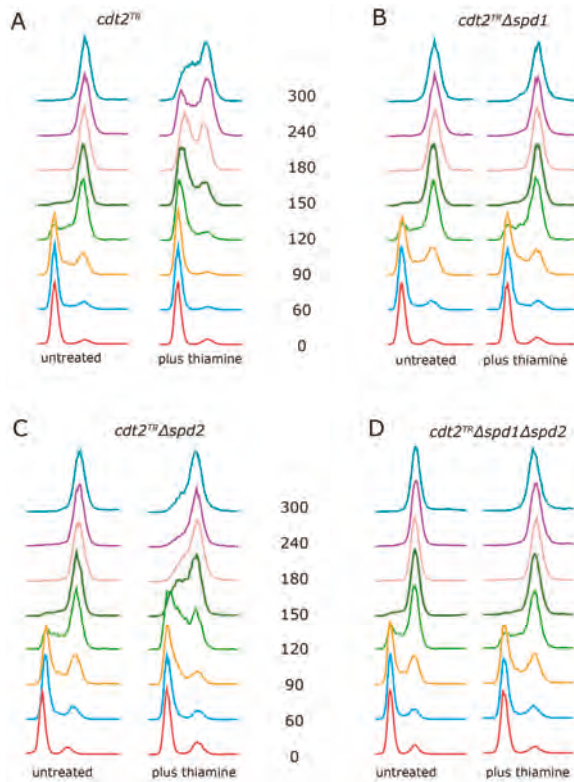 A
cdt2ᵀᴿ
B
cdt2ᵀᴿΔspd1
300
240
180
150
120
90
60
0
untreated plus thiamine
untreated plus thiamine
C
cdt2ᵀᴿΔspd2
D
cdt2ᵀᴿΔspd1Δspd2
300
240
180
150
120
90
60
0
untreated plus thiamine
untreated plus thiamine